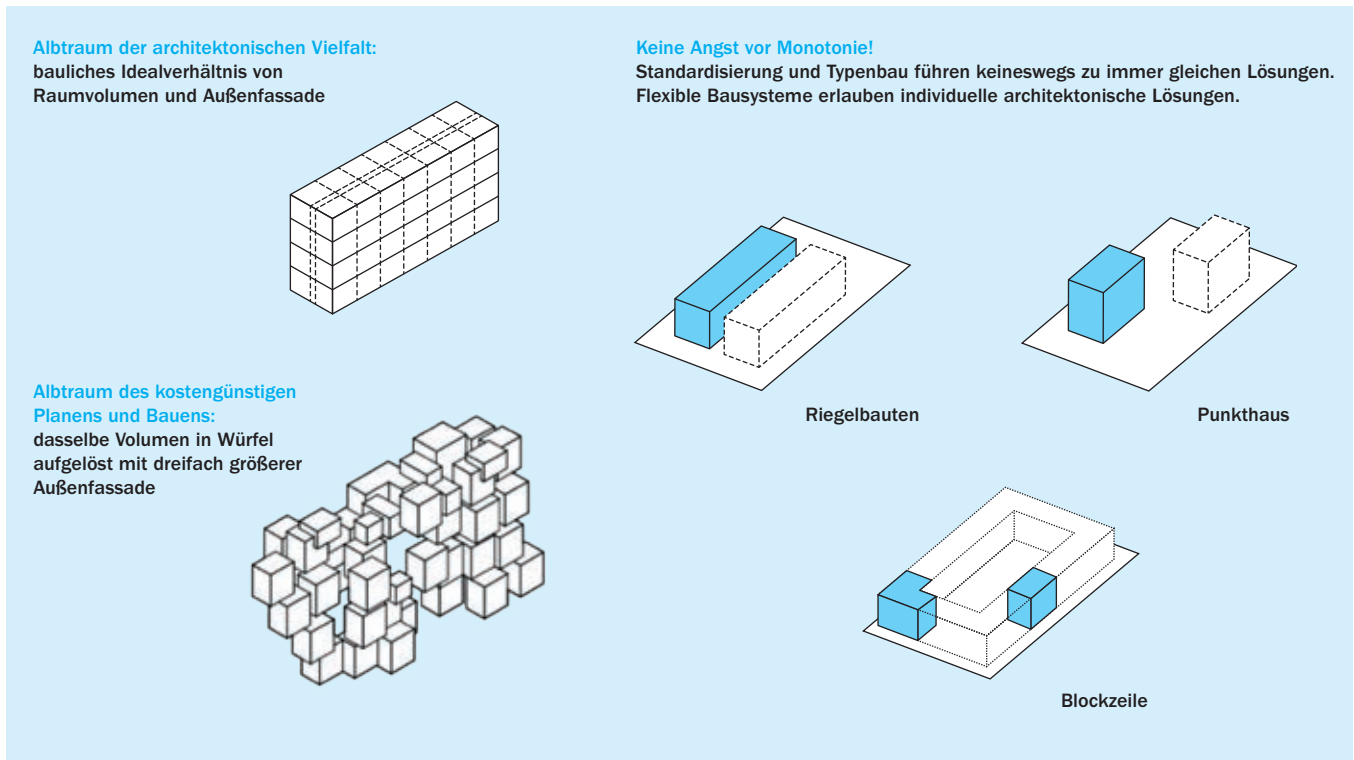 Albtraum der architektonischen Vielfalt:
bauliches Idealverhältnis von
Raumvolumen und Außenfassade
Keine Angst vor Monotonie!
Standardisierung und Typenbau führen keineswegs zu immer gleichen Lösungen.
Flexible Bausysteme erlauben individuelle architektonische Lösungen.
Albtraum des kostengünstigen
Planens und Bauens:
dasselbe Volumen in Würfel
aufgelöst mit dreifach größerer
Außenfassade
Riegelbauten
Punkthaus
Blockzeile